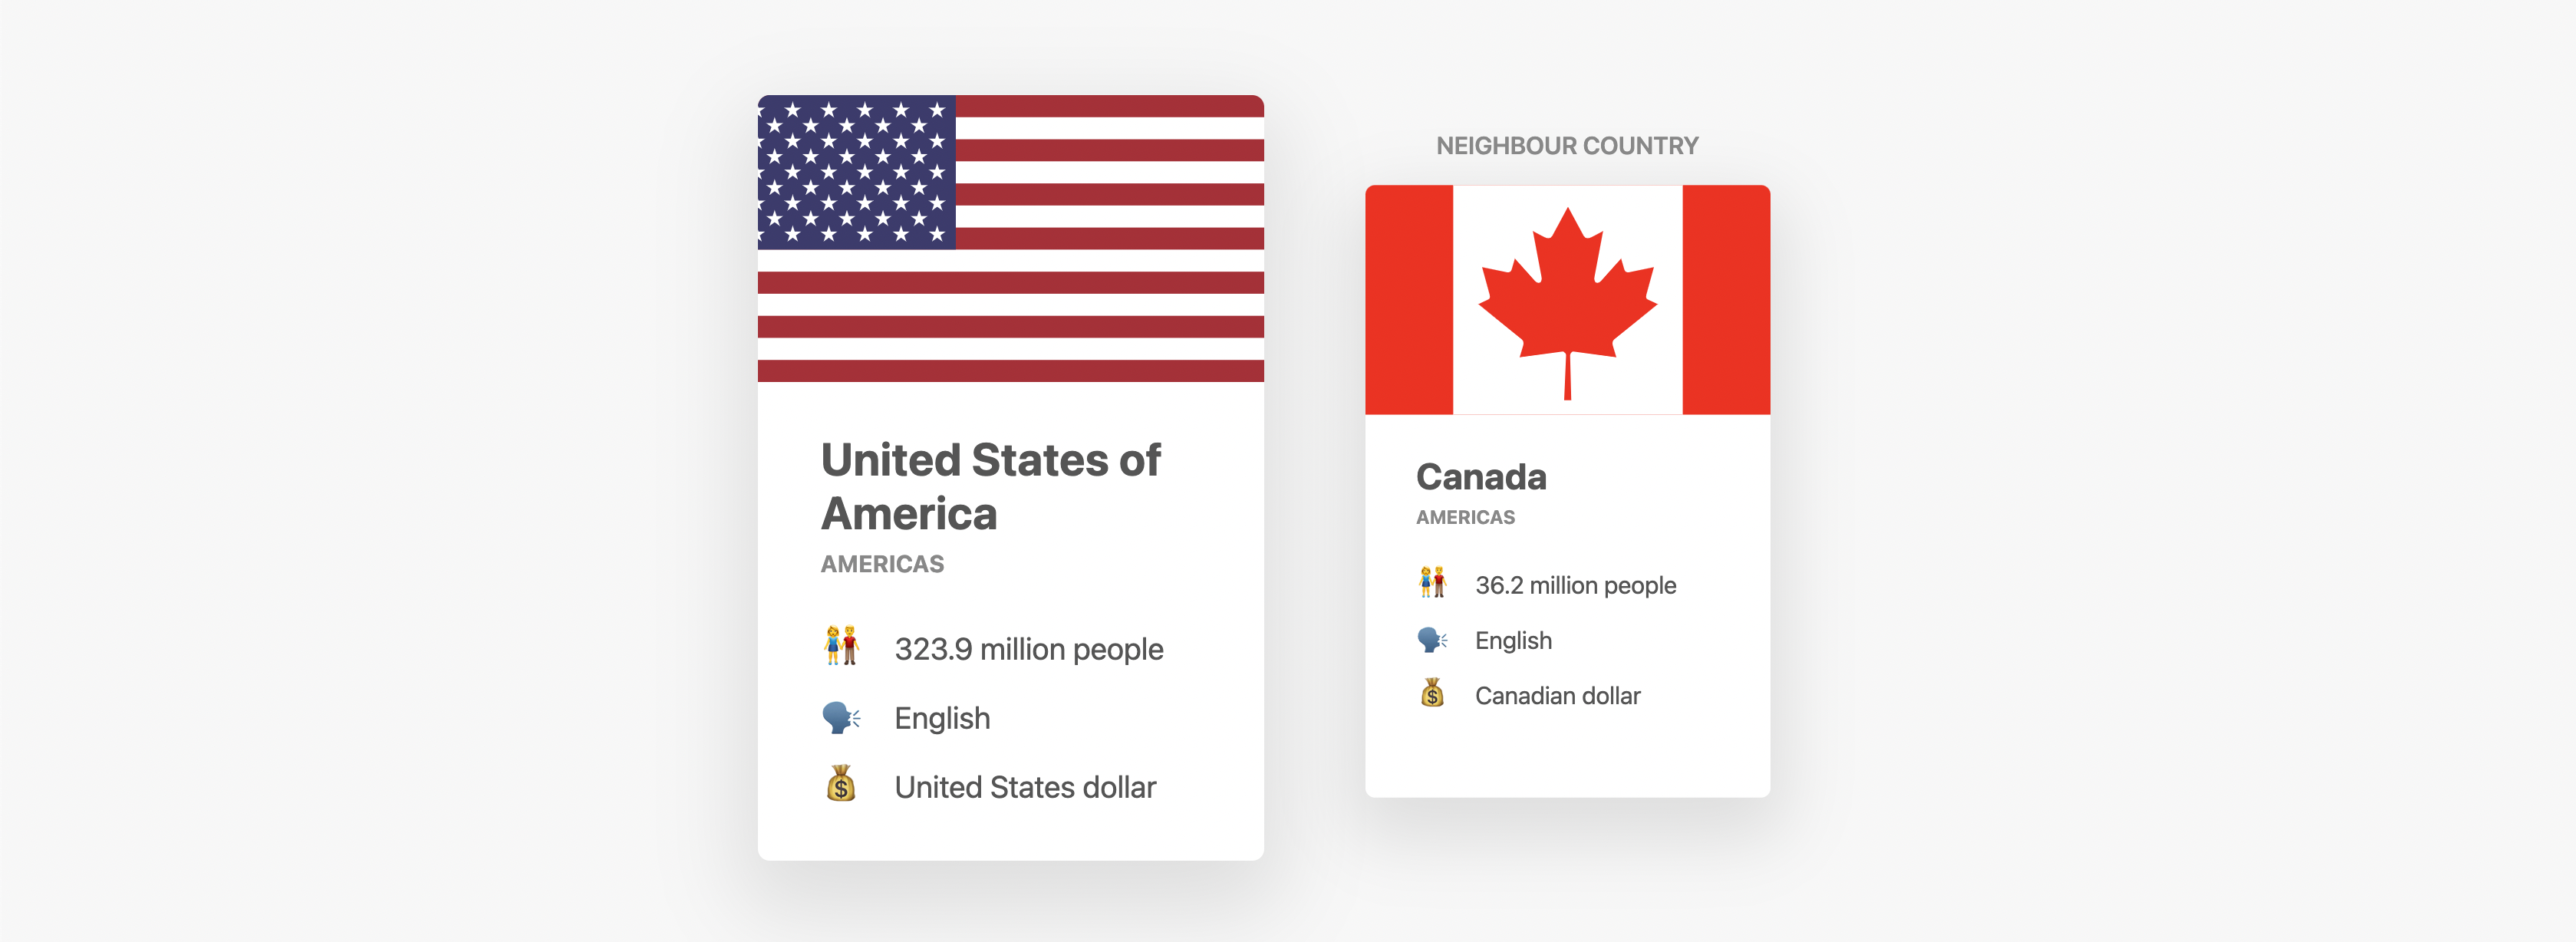 United States of
America
AMERICAS
323.9 million people
English
United States dollar
NEIGHBOUR COUNTRY
Canada
AMERICAS
36.2 million people
English
Canadian dollar